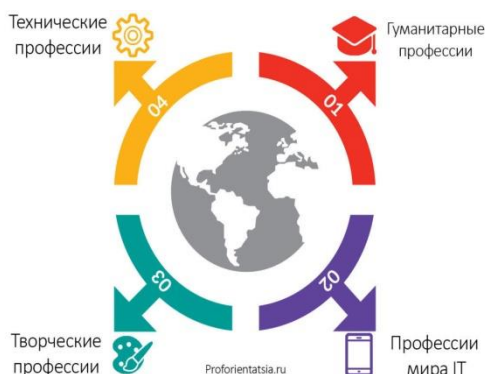 Технические
профессии
04
Гуманитарные
профессии
01
03
02
Творческие
профессии
Proforientatsia.ru
Профессии
мира IT